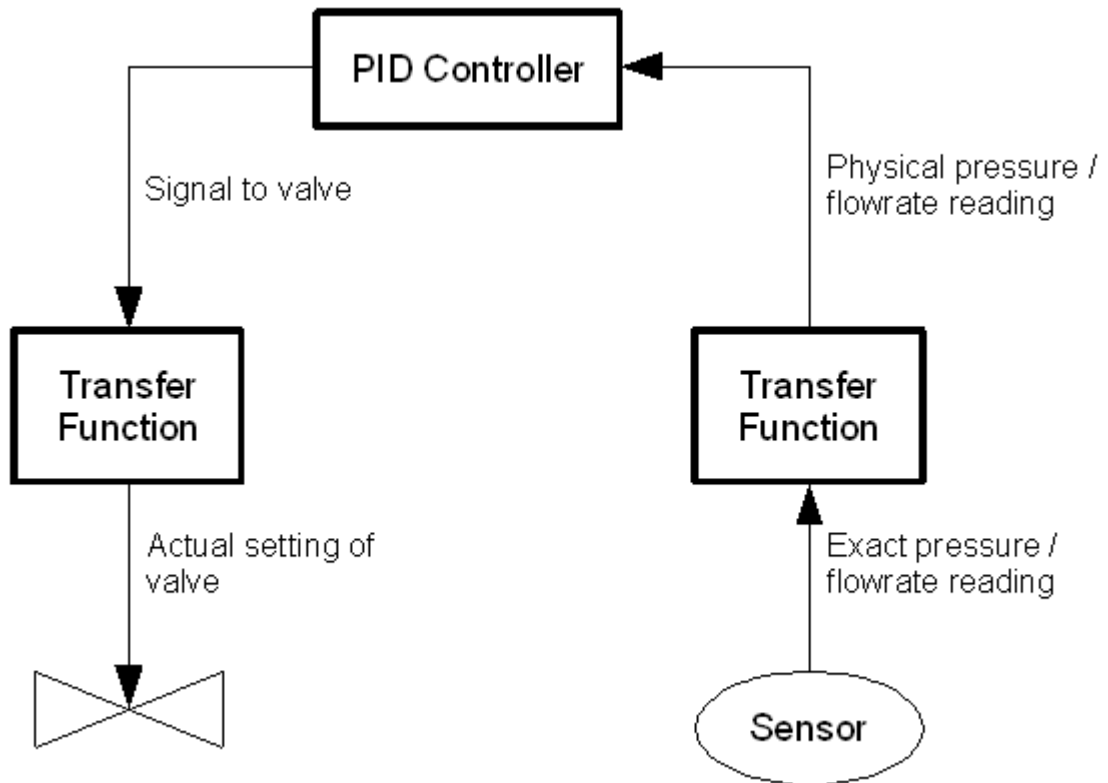 PID Controller
Signal to valve
Physical pressure /
flowrate reading
Transfer
Function
Transfer
Function
Actual setting of
valve
Exact pressure /
flowrate reading
Sensor